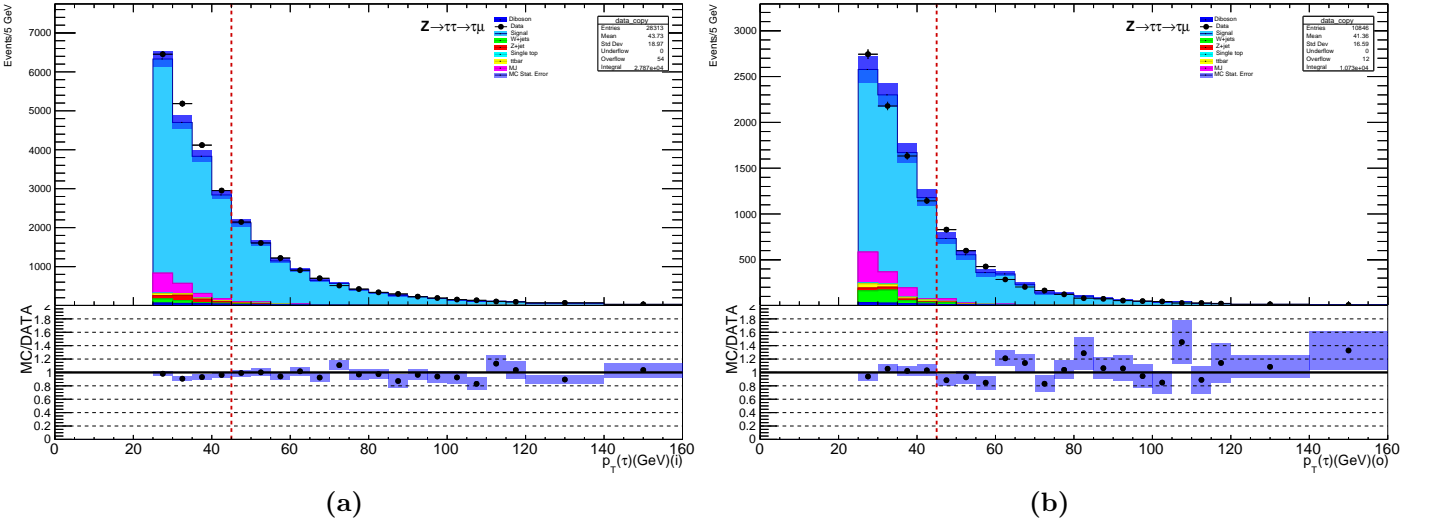 Events/5 GeV
7000
6000
5000
4000
3000
2000
1000
Z→ττ→τμ
Diboson
Data
Signal
W+jets
Z+jet
Single top
ttbar
MJ
MC Stat. Error
data_copy
Entries 28313
Mean 43.73
Std Dev 18.97
Underflow 0
Overflow 54
Integral 2.787e+04
MC/DATA
2
1.8
1.6
1.4
1.2
1
0.8
0.6
0.4
0.2
0
0 20 40 60 80 100 120 140 160
p_T(τ)(GeV)(i)
(a)
Events/5 GeV
3000
2500
2000
1500
1000
500
Z→ττ→τμ
Diboson
Data
Signal
W+jets
Z+jet
Single top
ttbar
MJ
MC Stat. Error
data_copy
Entries 10846
Mean 41.36
Std Dev 16.59
Underflow 0
Overflow 12
Integral 1.073e+04
MC/DATA
2
1.8
1.6
1.4
1.2
1
0.8
0.6
0.4
0.2
0
0 20 40 60 80 100 120 140 160
p_T(τ)(GeV)(o)
(b)